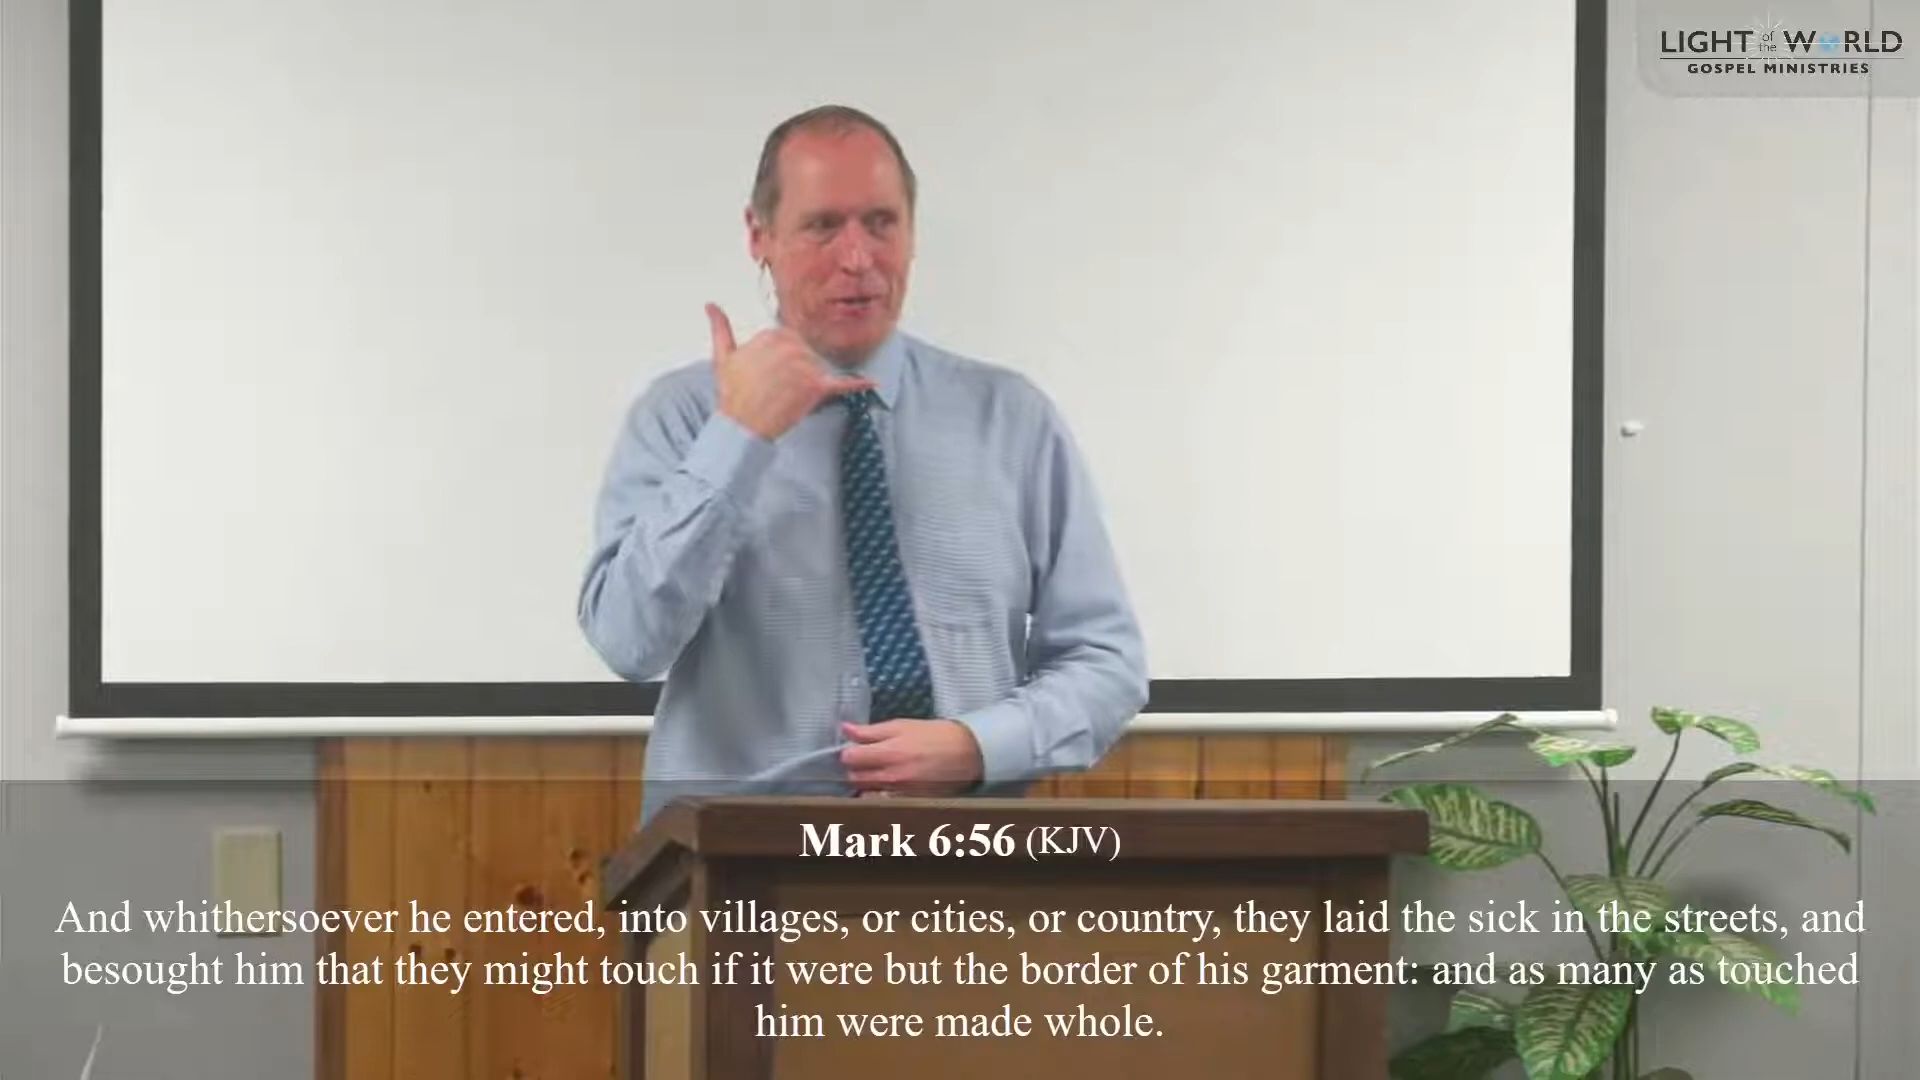 LIGHT of the WORLD
GOSPEL MINISTRIES
Mark 6:56 (KJV)
And whithersoever he entered, into villages, or cities, or country, they laid the sick in the streets, and
besought him that they might touch if it were but the border of his garment: and as many as touched
him were made whole.